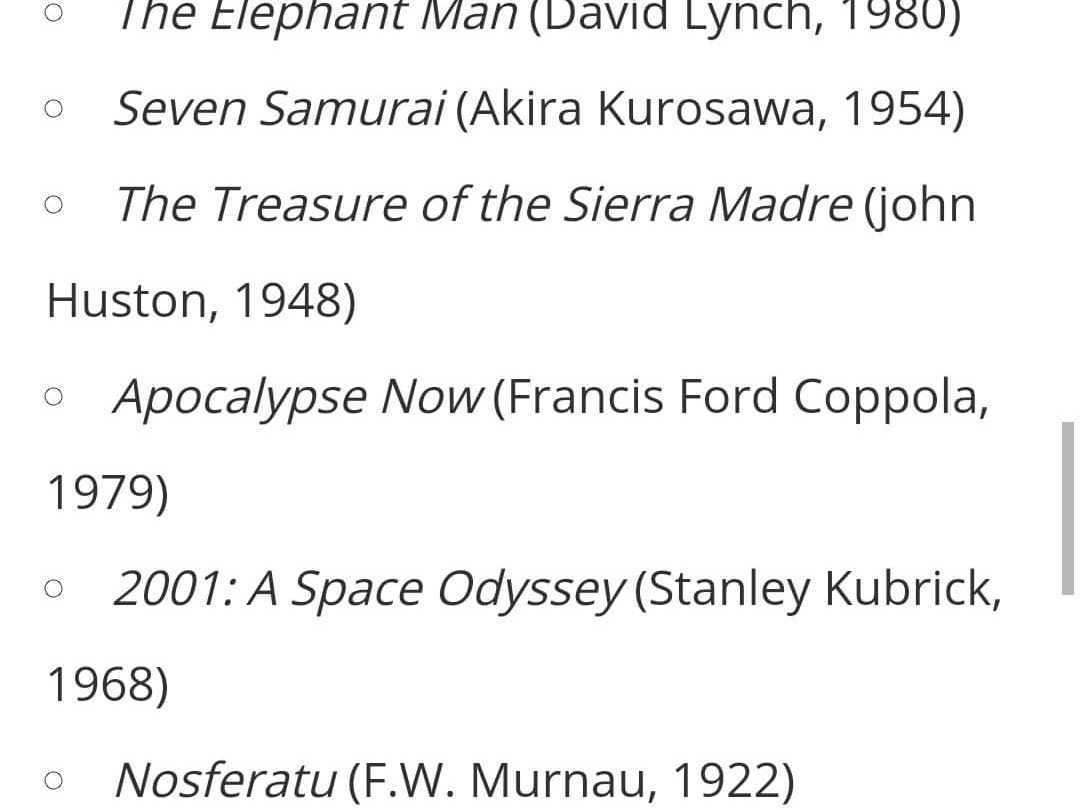 ○ The Elephant Man (David Lynch, 1980)
○ Seven Samurai (Akira Kurosawa, 1954)
○ The Treasure of the Sierra Madre (john
Huston, 1948)
○ Apocalypse Now (Francis Ford Coppola,
1979)
○ 2001: A Space Odyssey (Stanley Kubrick,
1968)
○ Nosferatu (F.W. Murnau, 1922)